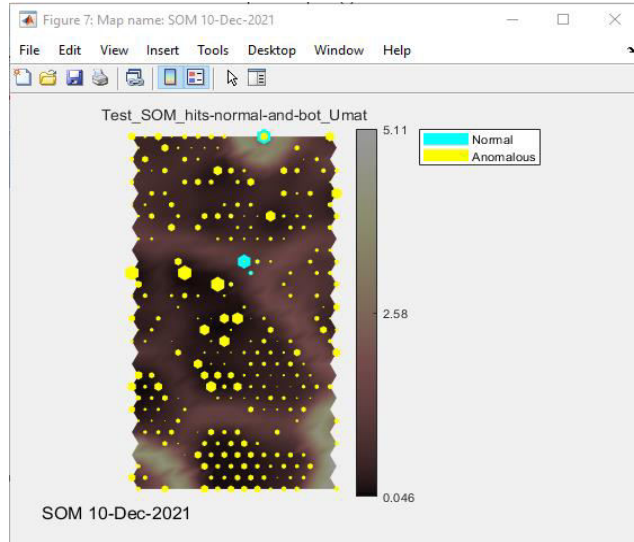 Figure 7: Map name: SOM 10-Dec-2021
File Edit View Insert Tools Desktop Window Help
Test_SOM_hits-normal-and-bot_Umat
5.11
Normal
Anomalous
2.58
0.046
SOM 10-Dec-2021